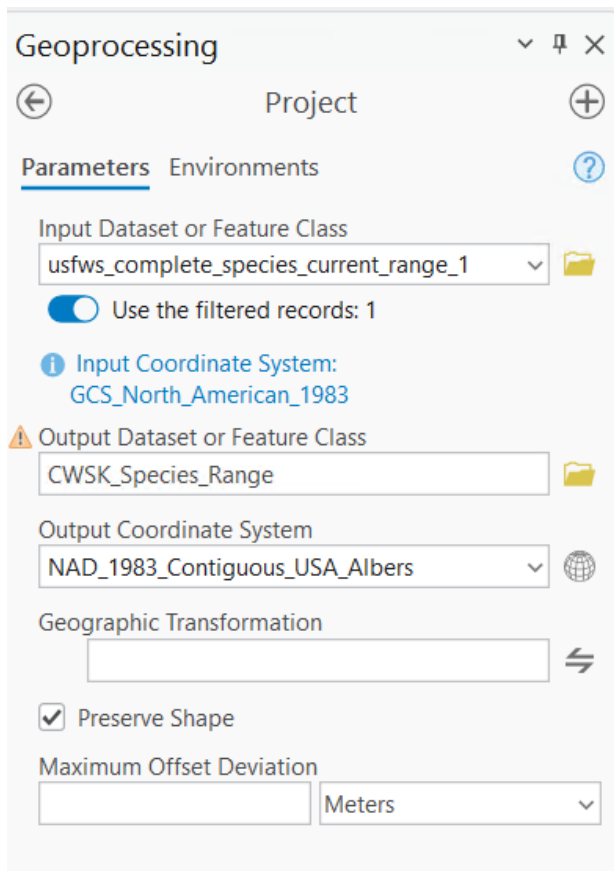 Geoprocessing
Project
Parameters Environments
Input Dataset or Feature Class
usfws_complete_species_current_range_1
Use the filtered records: 1
Input Coordinate System:
GCS_North_American_1983
Output Dataset or Feature Class
CWSK_Species_Range
Output Coordinate System
NAD_1983_Contiguous_USA_Albers
Geographic Transformation
Preserve Shape
Maximum Offset Deviation
Meters